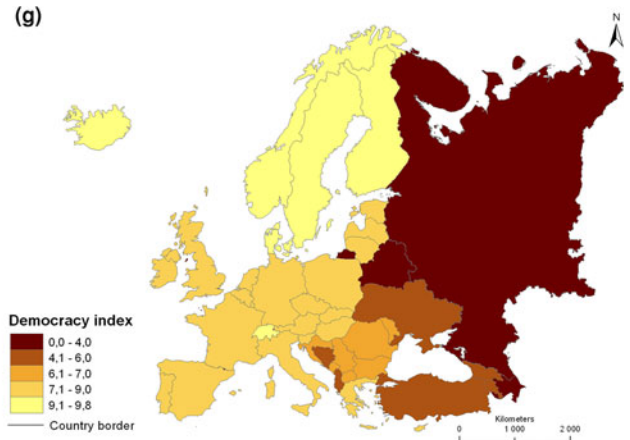 (g)
N
Democracy index
0,0 - 4,0
4,1 - 6,0
6,1 - 7,0
7,1 - 9,0
9,1 - 9,8
Country border
Kilometers
0 1 000 2 000